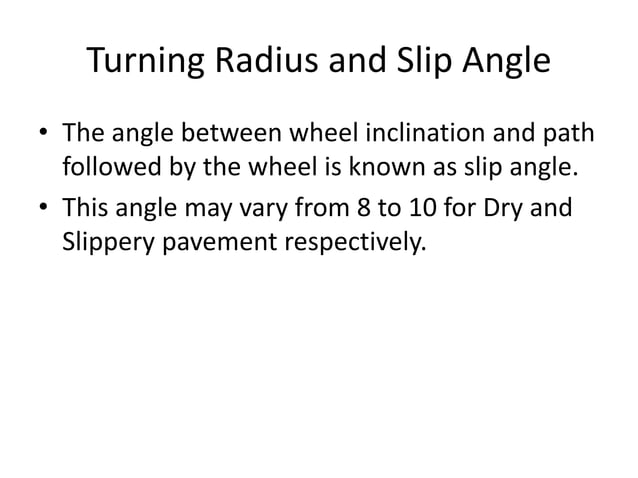 Turning Radius and Slip Angle
• The angle between wheel inclination and path
followed by the wheel is known as slip angle.
• This angle may vary from 8 to 10 for Dry and
Slippery pavement respectively.